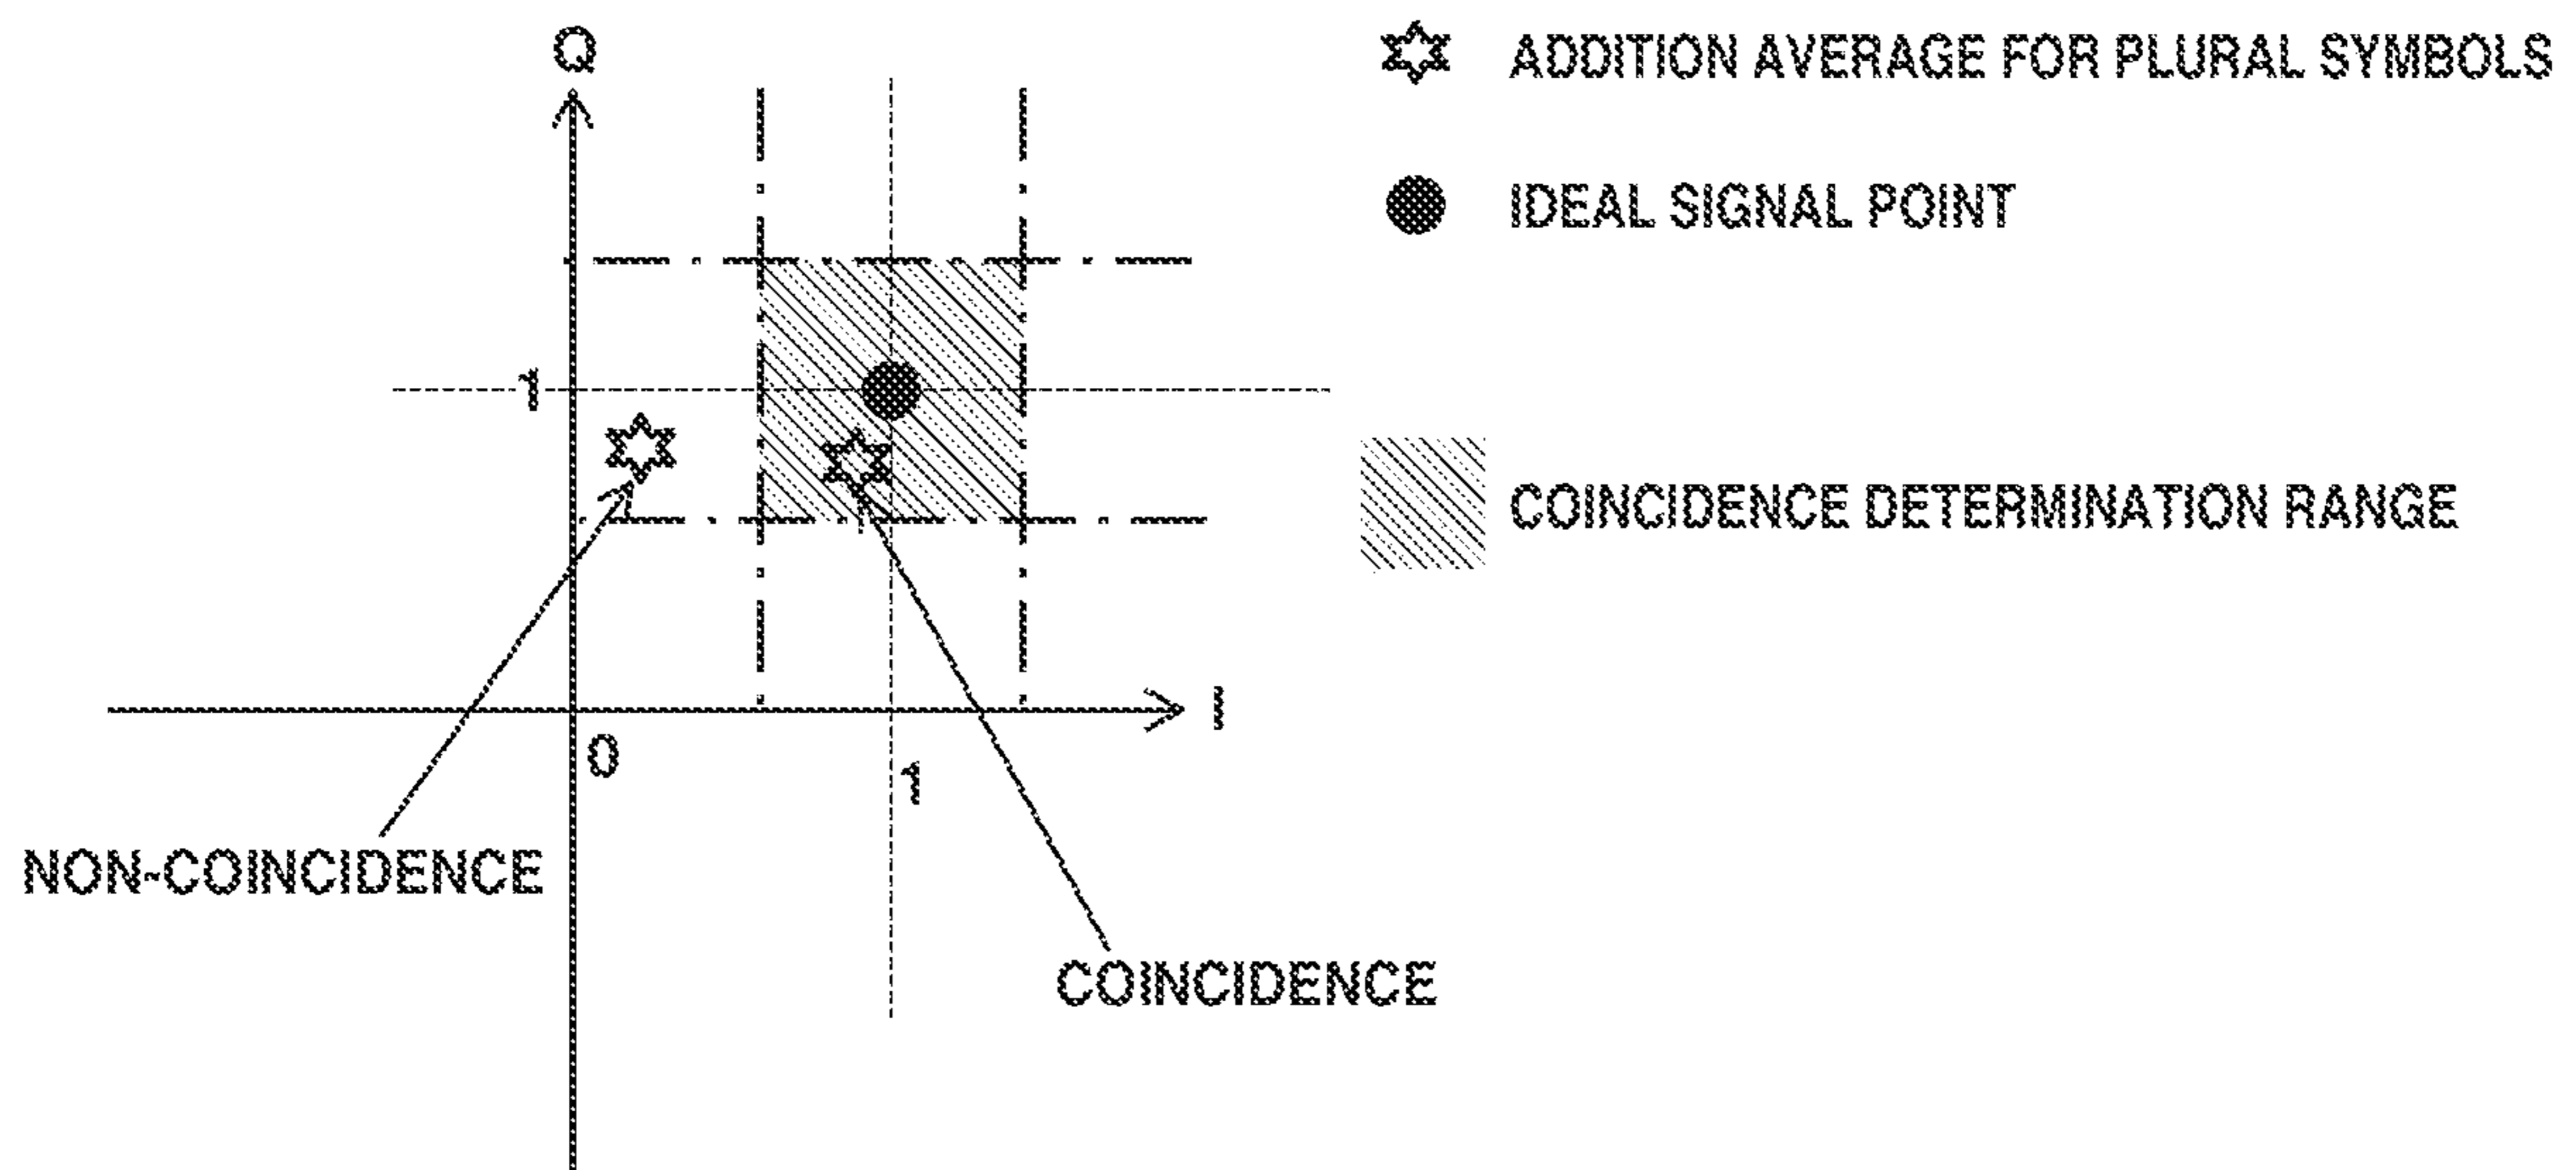 Q
ADDITION AVERAGE FOR PLURAL SYMBOLS
IDEAL SIGNAL POINT
1
COINCIDENCE DETERMINATION RANGE
I
0
1
NON-COINCIDENCE
COINCIDENCE